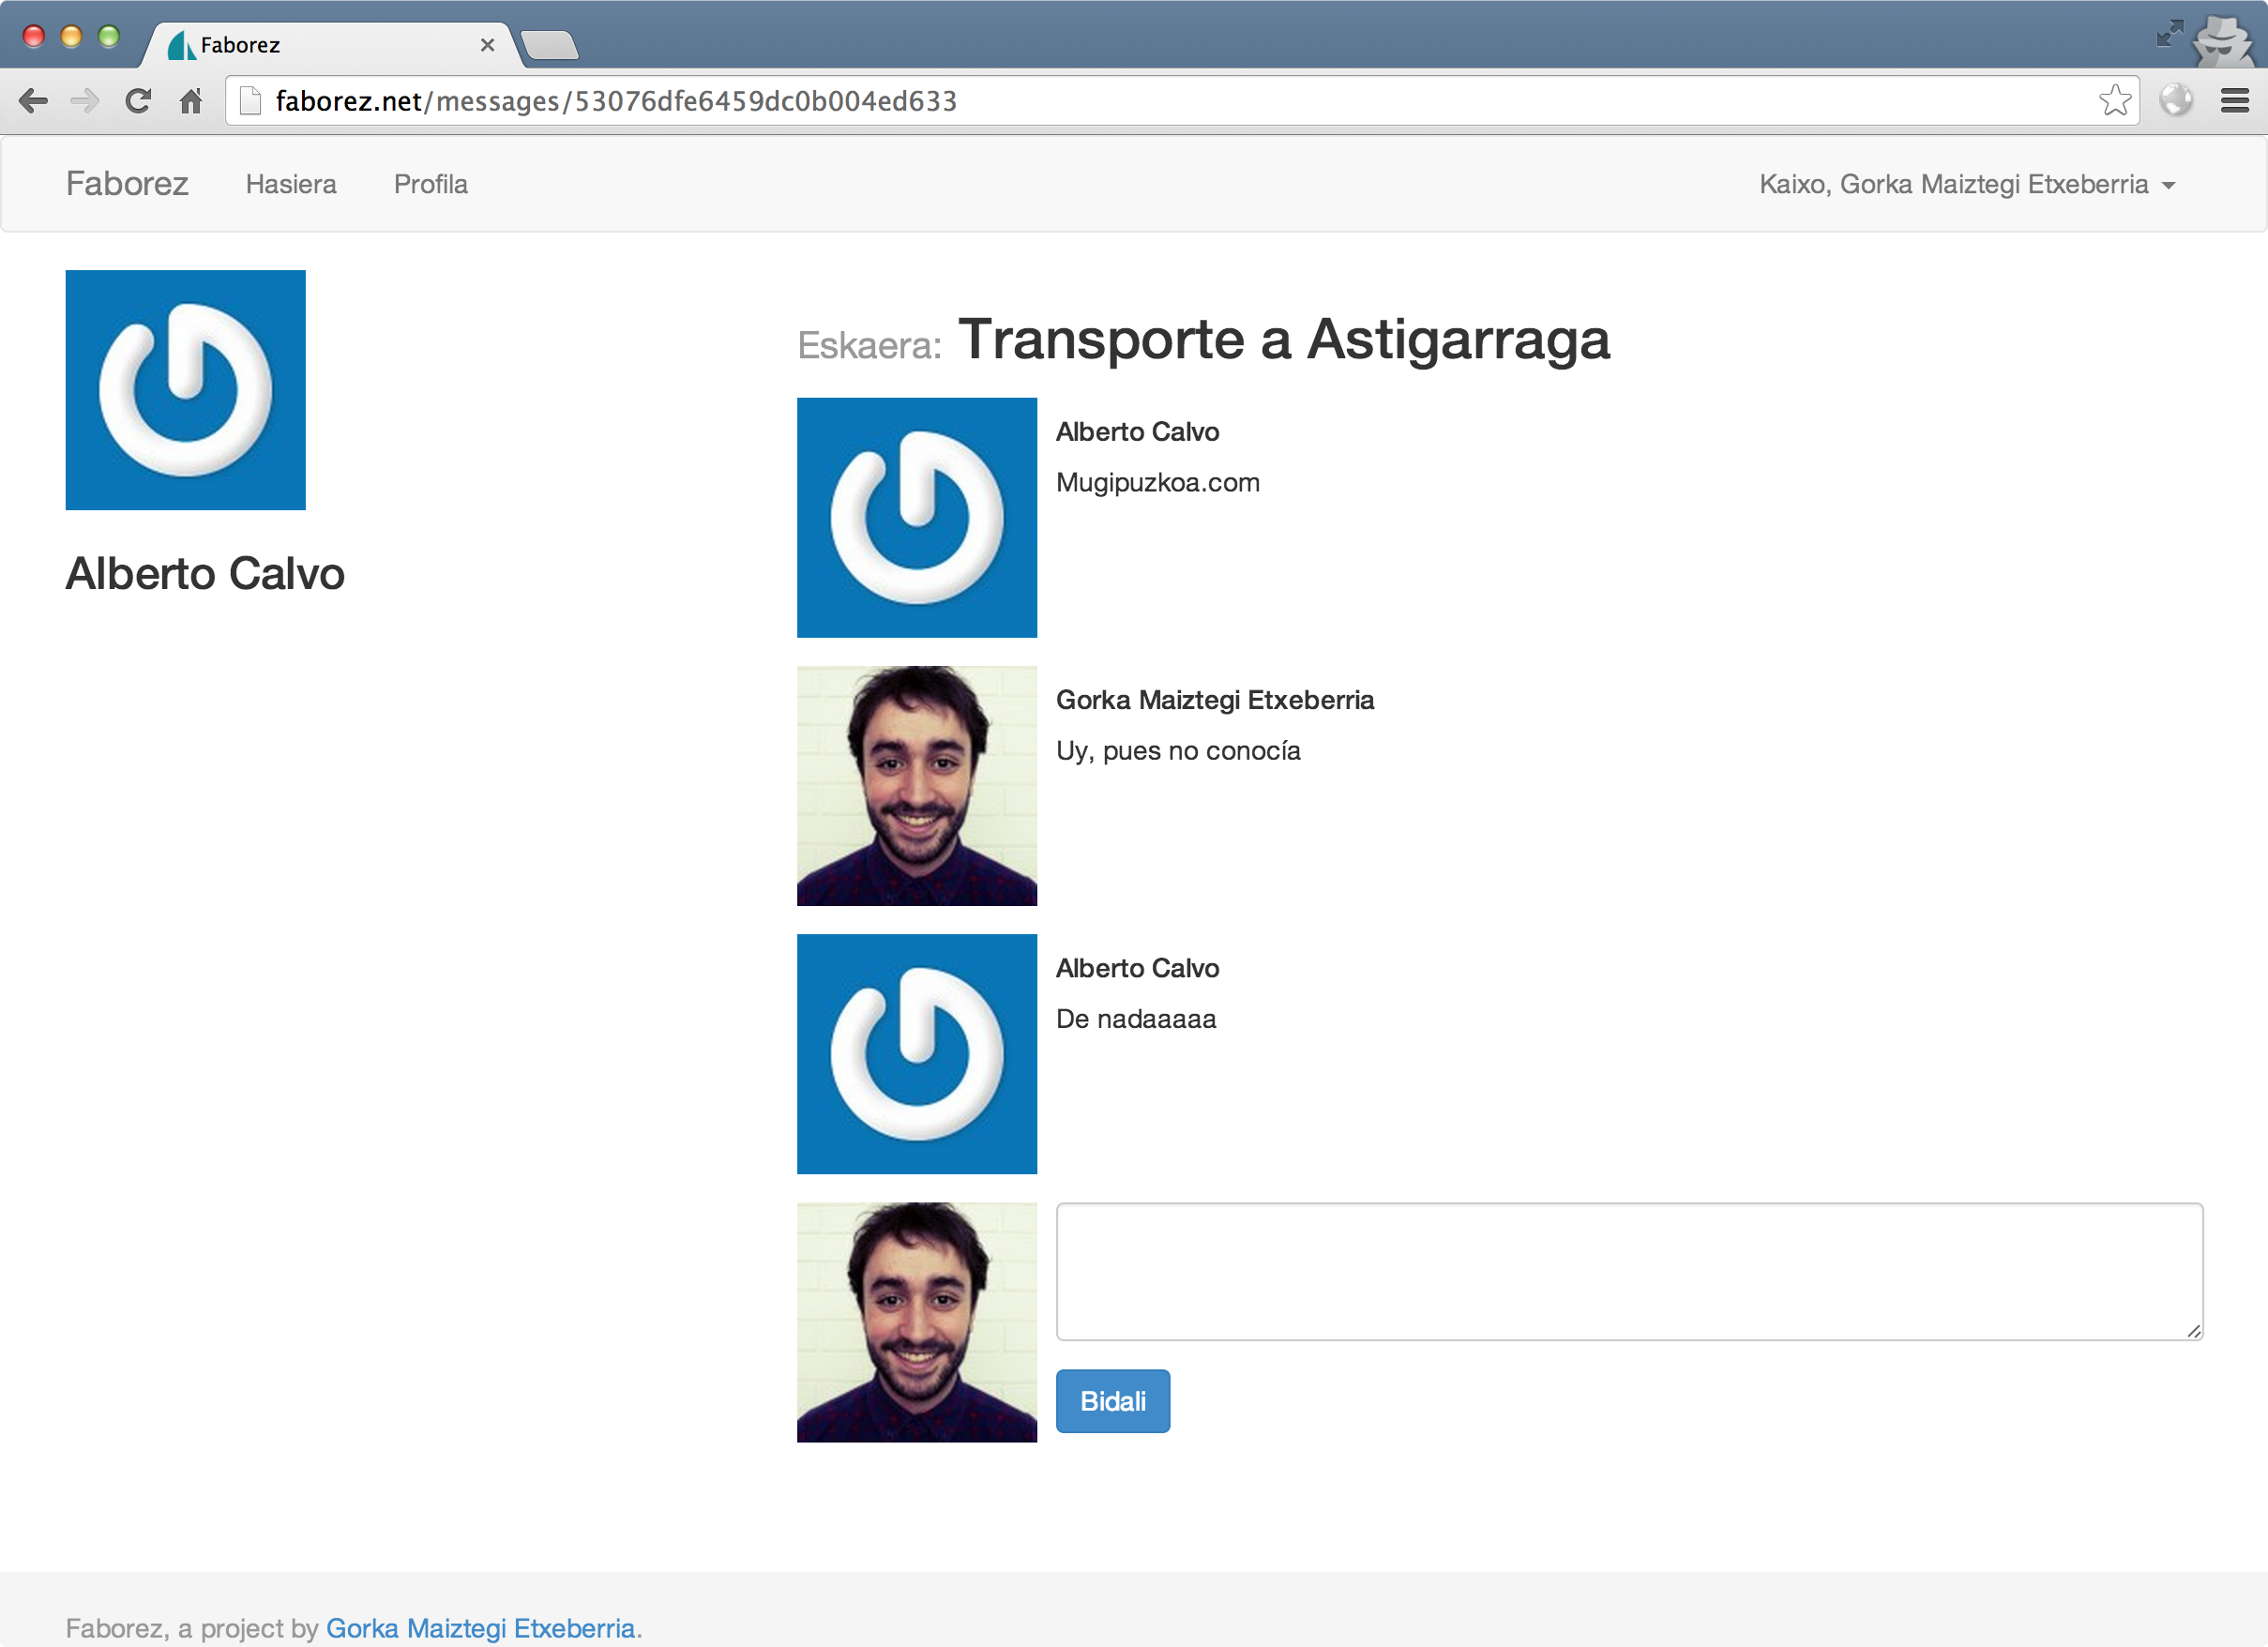 Faborez
faborez.net/messages/53076dfe6459dc0b004ed633
Faborez Hasiera Profila Kaixo, Gorka Maiztegi Etxeberria
Alberto Calvo
Eskaera: Transporte a Astigarraga
Alberto Calvo
Mugipuzkoa.com
Gorka Maiztegi Etxeberria
Uy, pues no conocía
Alberto Calvo
De nadaaaaa
Bidali
Faborez, a project by Gorka Maiztegi Etxeberria.